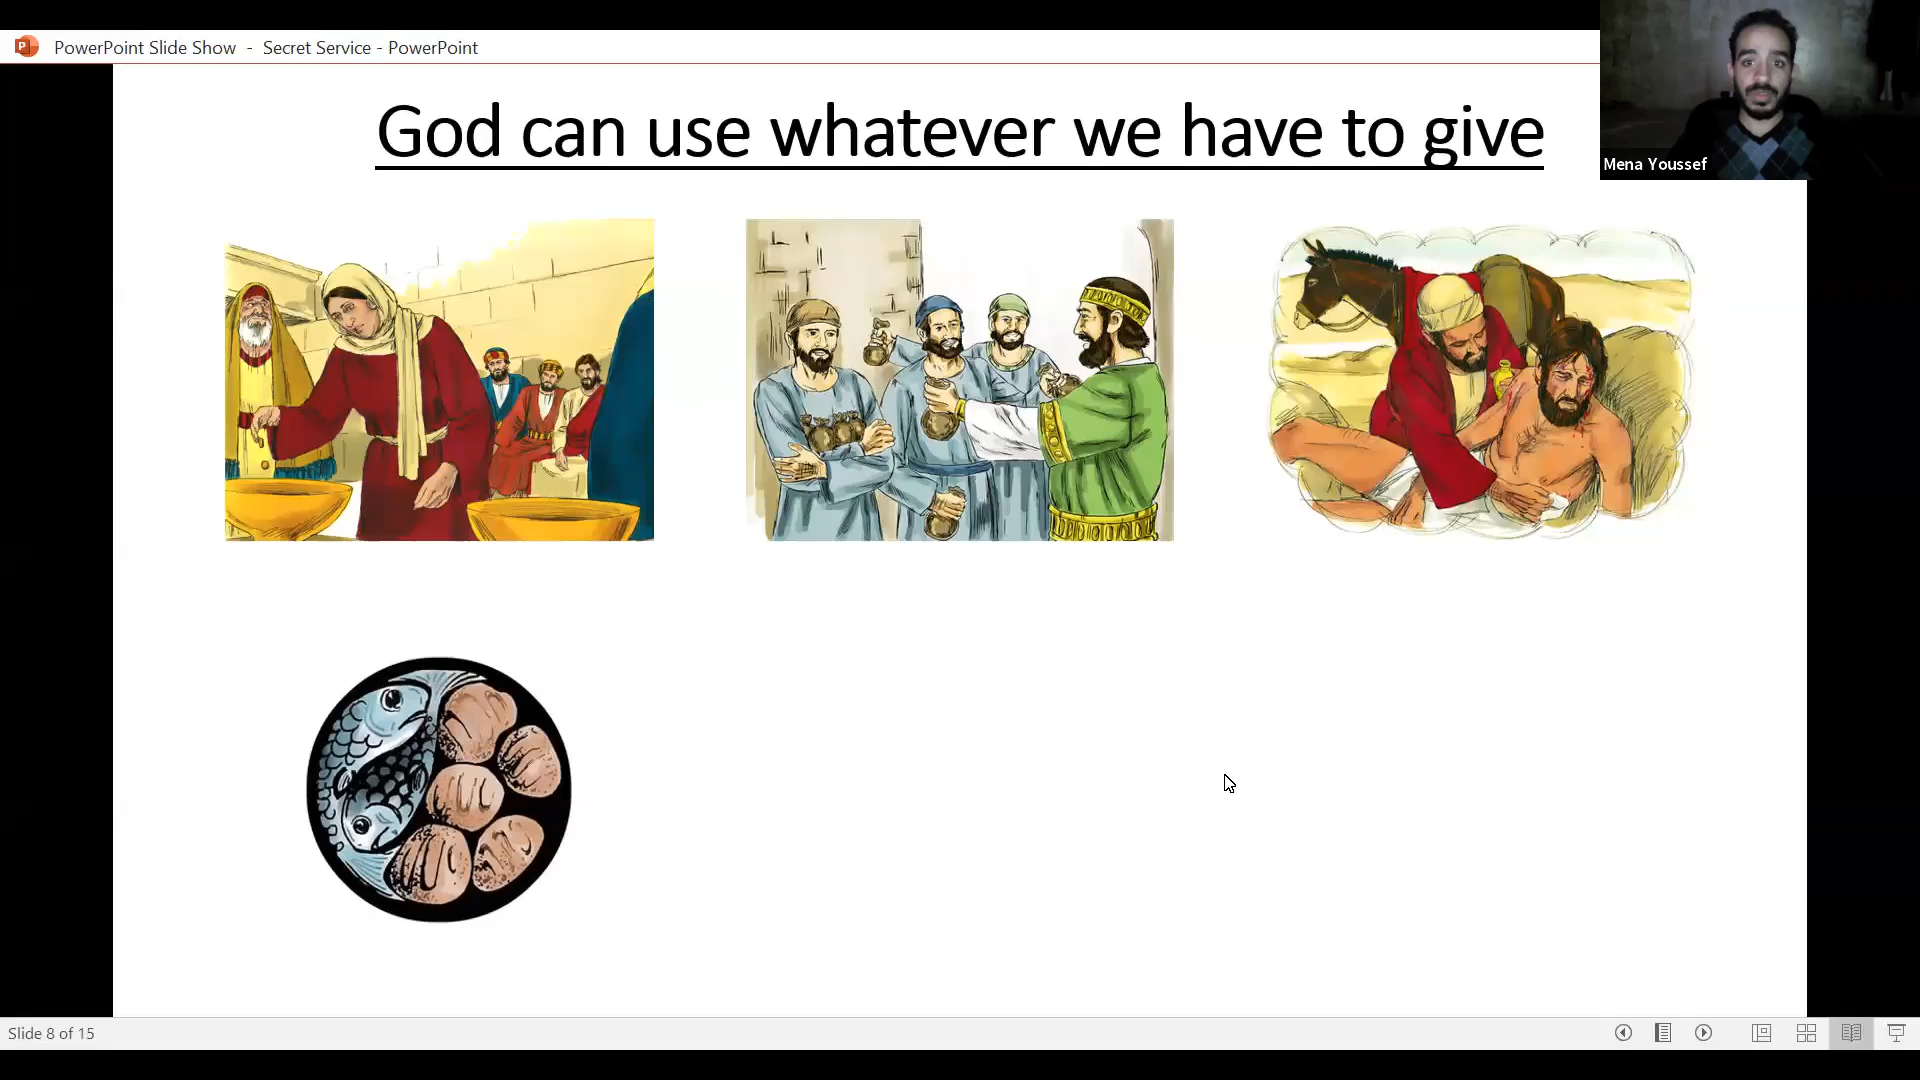 PowerPoint Slide Show - Secret Service - PowerPoint
God can use whatever we have to give
Mena Youssef
Slide 8 of 15